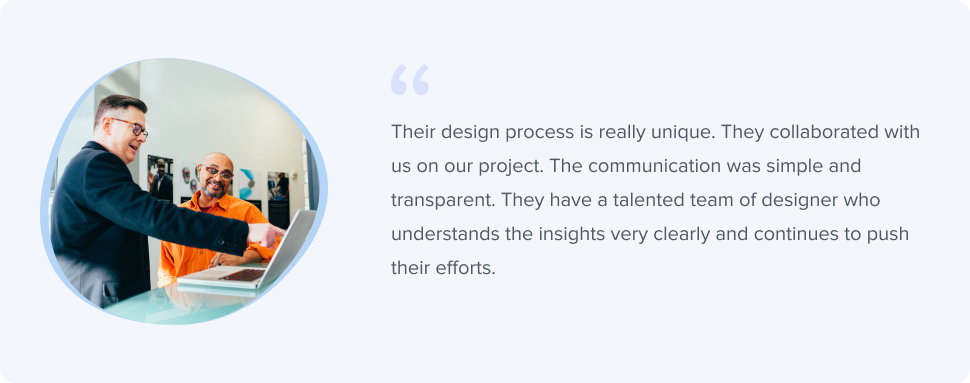 “
Their design process is really unique. They collaborated with
us on our project. The communication was simple and
transparent. They have a talented team of designer who
understands the insights very clearly and continues to push
their efforts.